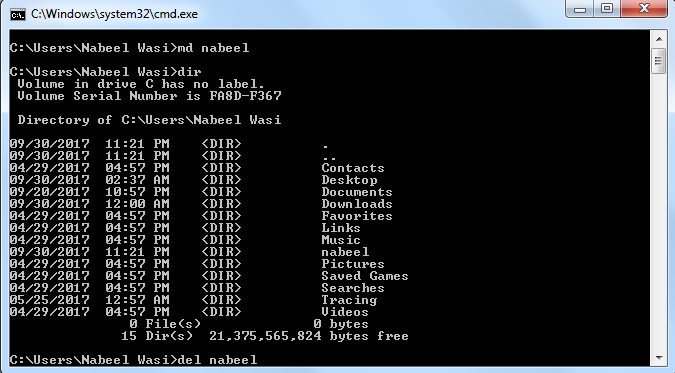 C:\Windows\system32\cmd.exe
C:\Users\Nabeel Wasi>md nabeel
C:\Users\Nabeel Wasi>dir
 Volume in drive C has no label.
 Volume Serial Number is FA8D-F367
 Directory of C:\Users\Nabeel Wasi
09/30/2017  11:21 PM    <DIR>          .
09/30/2017  11:21 PM    <DIR>          ..
04/29/2017  04:57 PM    <DIR>          Contacts
09/30/2017  02:37 AM    <DIR>          Desktop
09/20/2017  10:57 PM    <DIR>          Documents
09/30/2017  12:00 AM    <DIR>          Downloads
04/29/2017  04:57 PM    <DIR>          Favorites
04/29/2017  04:57 PM    <DIR>          Links
04/29/2017  04:57 PM    <DIR>          Music
09/30/2017  11:21 PM    <DIR>          nabeel
04/29/2017  04:57 PM    <DIR>          Pictures
04/29/2017  04:57 PM    <DIR>          Saved Games
04/29/2017  04:57 PM    <DIR>          Searches
05/25/2017  12:57 AM    <DIR>          Tracing
04/29/2017  04:57 PM    <DIR>          Videos
               0 File(s)              0 bytes
              15 Dir(s)  21,375,565,824 bytes free
C:\Users\Nabeel Wasi>del nabeel